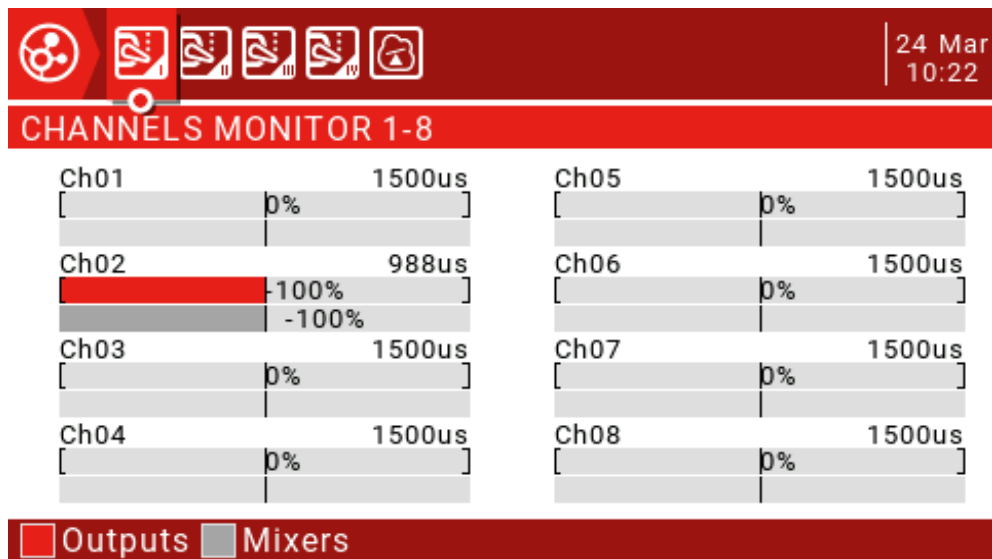 24 Mar
10:22
CHANNELS MONITOR 1-8
Ch01 1500us
0%
Ch02 988us
-100%
-100%
Ch03 1500us
0%
Ch04 1500us
0%
Ch05 1500us
0%
Ch06 1500us
0%
Ch07 1500us
0%
Ch08 1500us
0%
Outputs Mixers